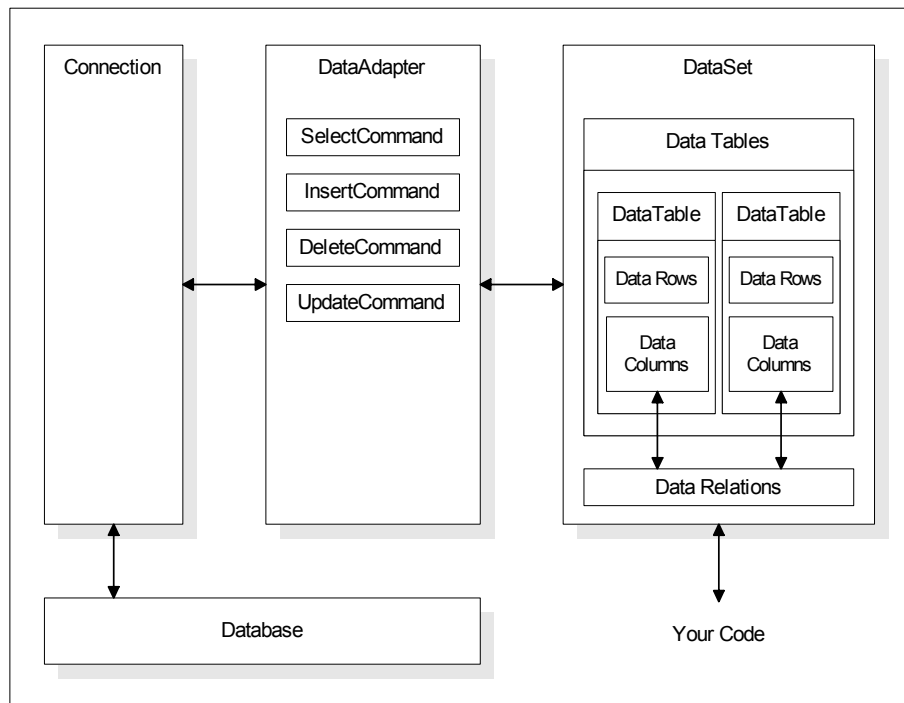 Connection
DataAdapter
DataSet
SelectCommand
InsertCommand
DeleteCommand
UpdateCommand
Data Tables
DataTable
DataTable
Data Rows
Data Rows
Data
Columns
Data
Columns
Data Relations
Database
Your Code